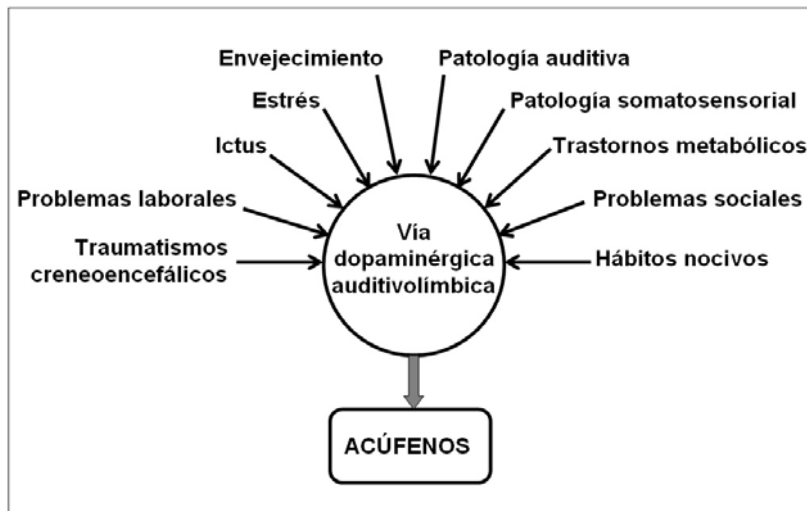 Envejecimiento
Patología auditiva
Estrés
Patología somatosensorial
Ictus
Trastornos metabólicos
Problemas laborales
Problemas sociales
Traumatismos
creneoencefálicos
Hábitos nocivos
Vía
dopaminérgica
auditivolímbica
ACÚFENOS